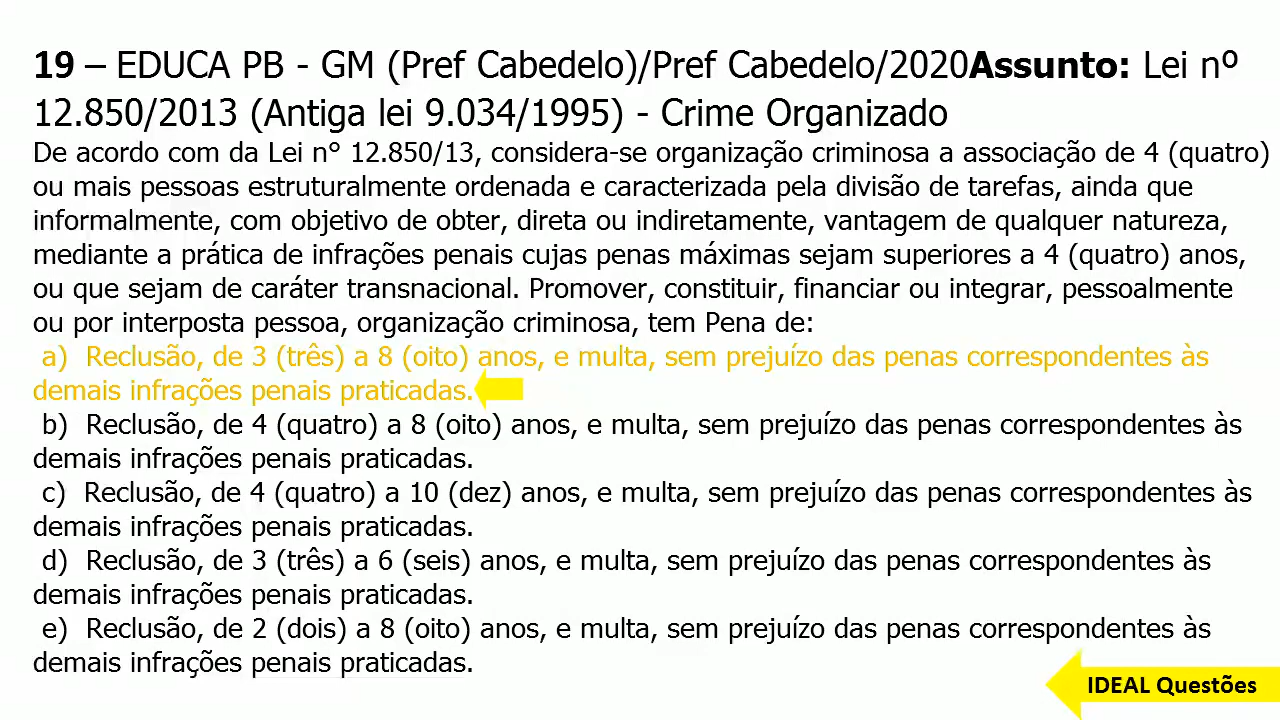 19 – EDUCA PB - GM (Pref Cabedelo)/Pref Cabedelo/2020Assunto: Lei nº
12.850/2013 (Antiga lei 9.034/1995) - Crime Organizado
De acordo com da Lei n° 12.850/13, considera-se organização criminosa a associação de 4 (quatro)
ou mais pessoas estruturalmente ordenada e caracterizada pela divisão de tarefas, ainda que
informalmente, com objetivo de obter, direta ou indiretamente, vantagem de qualquer natureza,
mediante a prática de infrações penais cujas penas máximas sejam superiores a 4 (quatro) anos,
ou que sejam de caráter transnacional. Promover, constituir, financiar ou integrar, pessoalmente
ou por interposta pessoa, organização criminosa, tem Pena de:
a) Reclusão, de 3 (três) a 8 (oito) anos, e multa, sem prejuízo das penas correspondentes às
demais infrações penais praticadas.
b) Reclusão, de 4 (quatro) a 8 (oito) anos, e multa, sem prejuízo das penas correspondentes às
demais infrações penais praticadas.
c) Reclusão, de 4 (quatro) a 10 (dez) anos, e multa, sem prejuízo das penas correspondentes às
demais infrações penais praticadas.
d) Reclusão, de 3 (três) a 6 (seis) anos, e multa, sem prejuízo das penas correspondentes às
demais infrações penais praticadas.
e) Reclusão, de 2 (dois) a 8 (oito) anos, e multa, sem prejuízo das penas correspondentes às
demais infrações penais praticadas.
IDEAL Questões